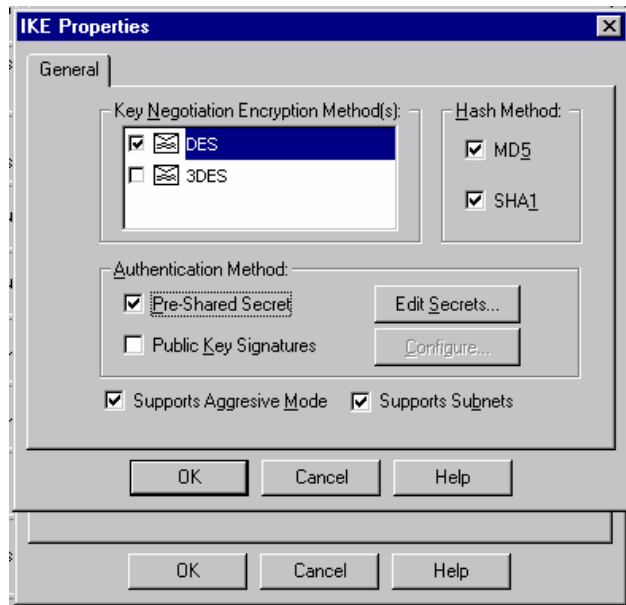 IKE Properties
General
Key Negotiation Encryption Method(s):
Hash Method:
DES
3DES
MD5
SHA1
Authentication Method:
Pre-Shared Secret
Edit Secrets...
Public Key Signatures
Configure...
Supports Aggresive Mode
Supports Subnets
OK Cancel Help
OK Cancel Help